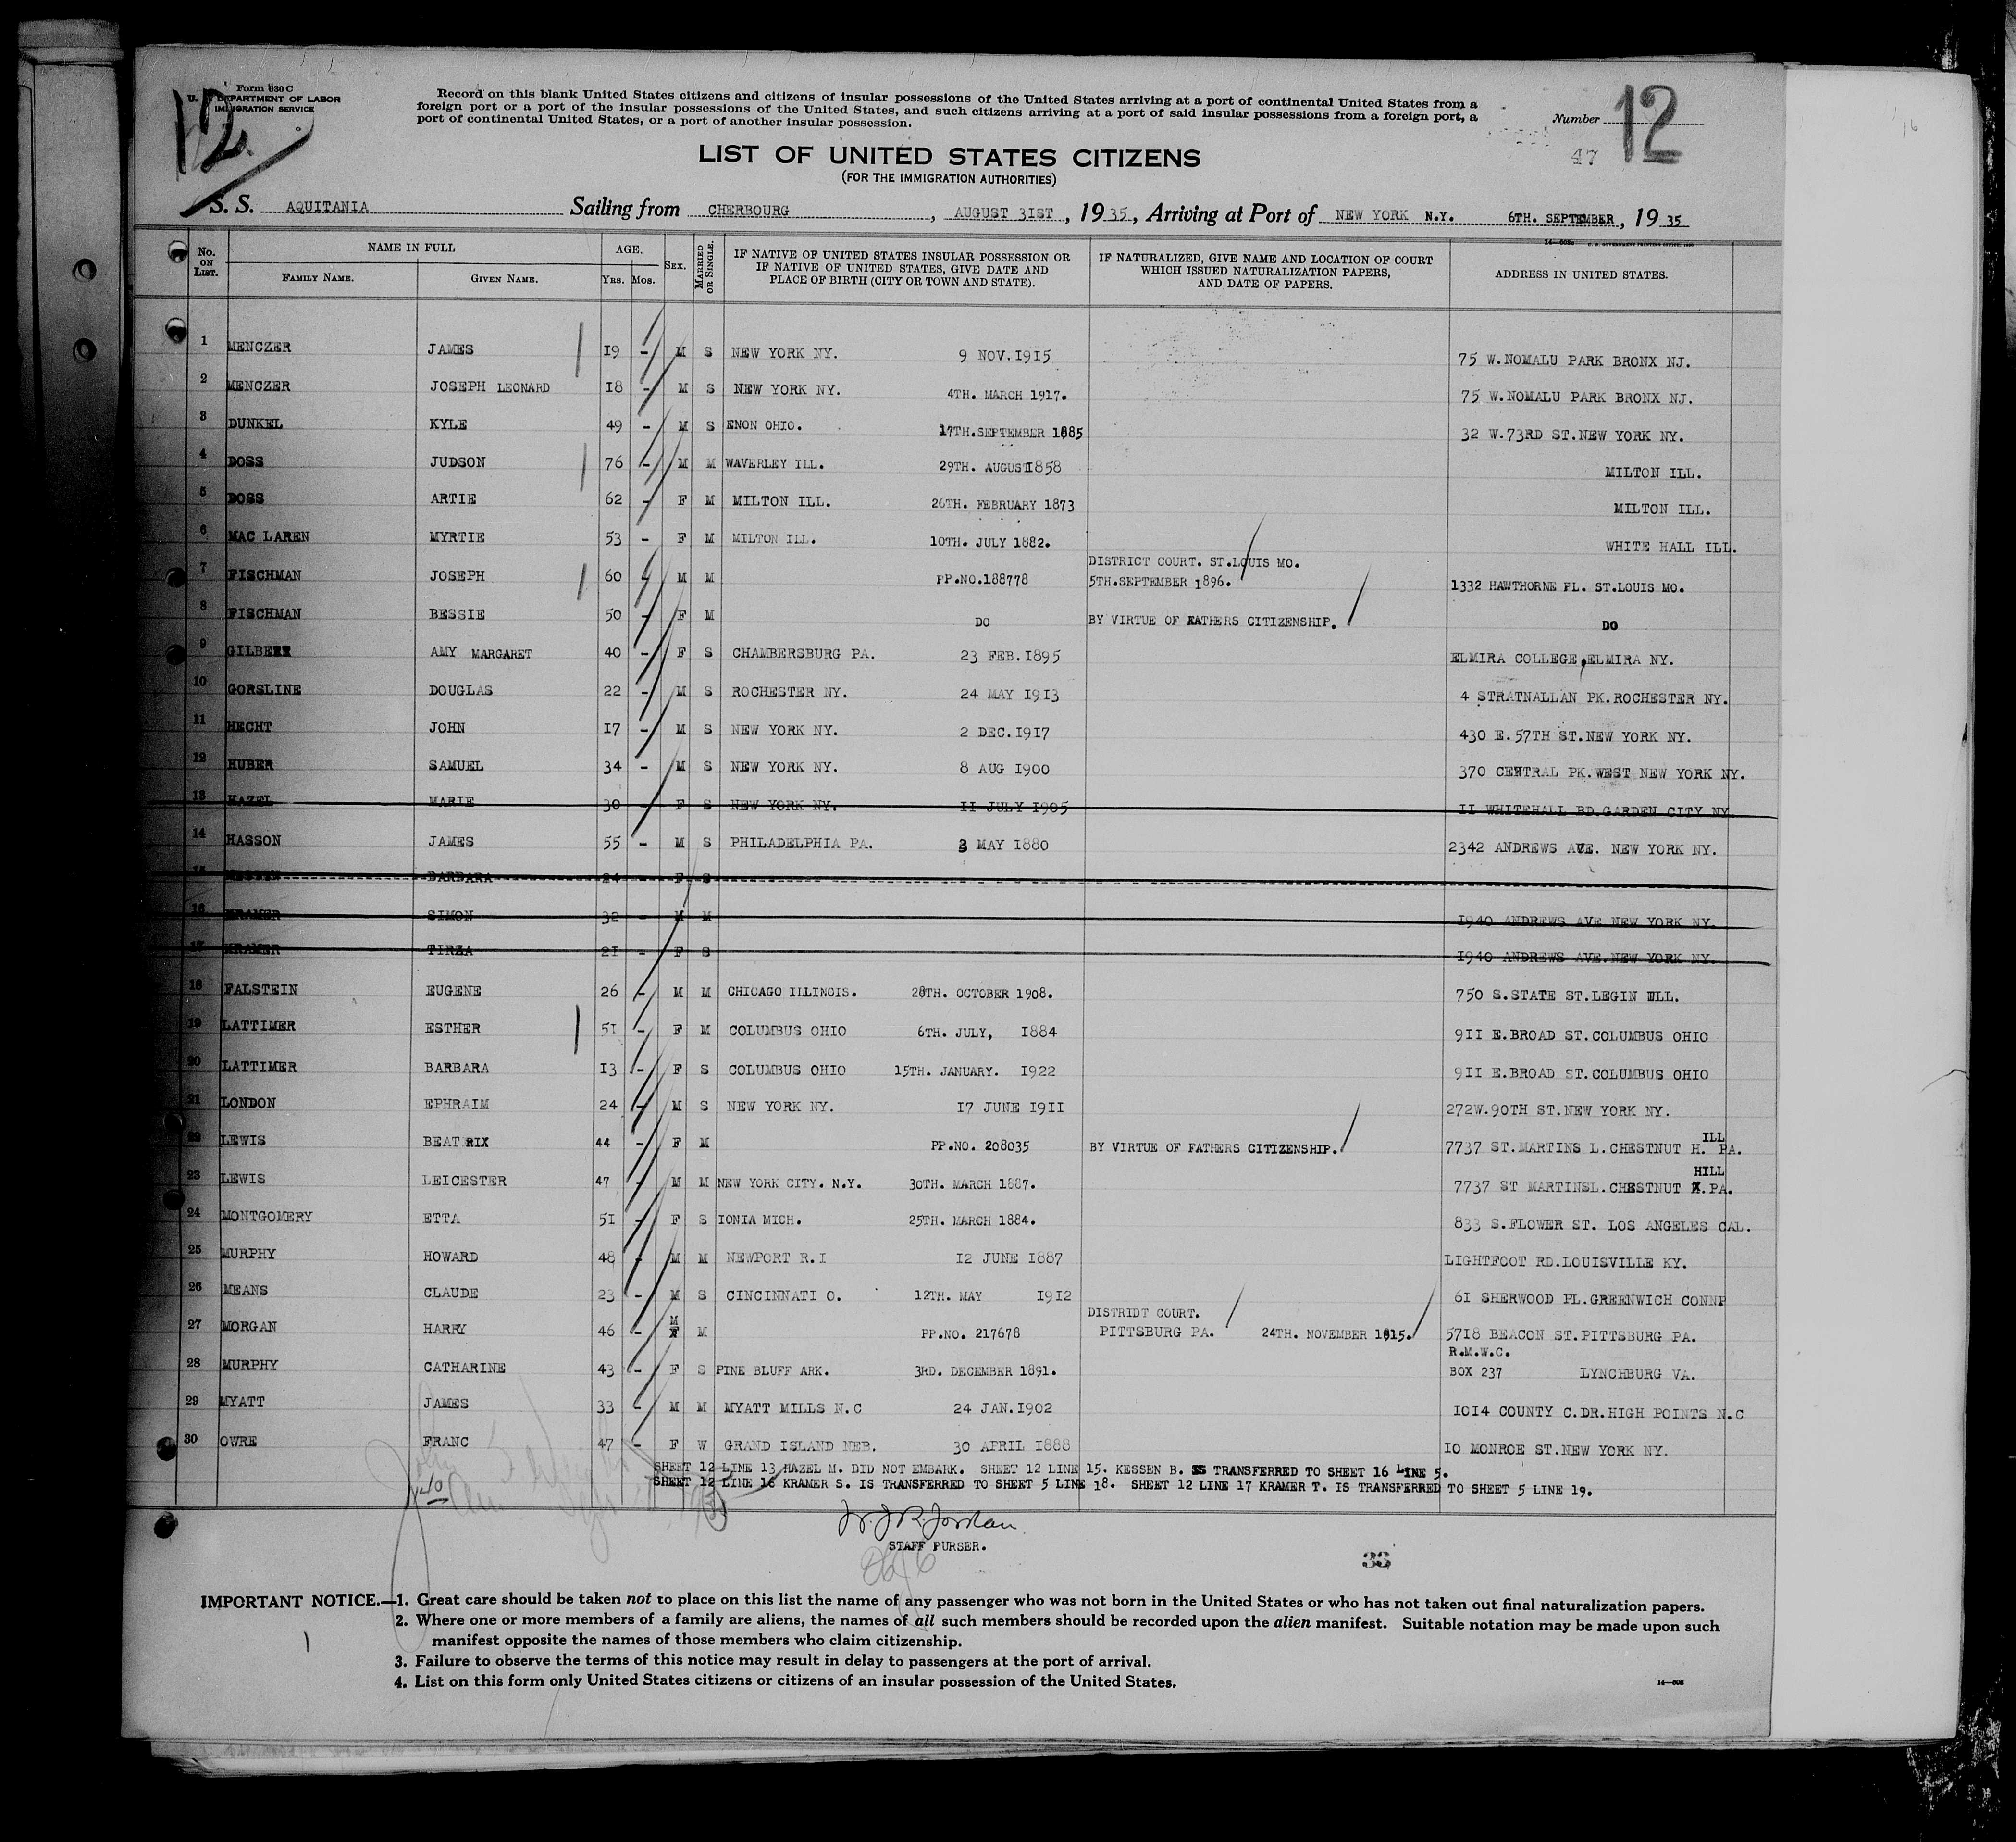 Form 630 C
U. S. DEPARTMENT OF LABOR
IMMIGRATION SERVICE
12
Record on this blank United States citizens and citizens of insular possessions of the United States arriving at a port of continental United States from a
foreign port or a port of the insular possessions of the United States, and such citizens arriving at a port of said insular possessions from a foreign port, a
port of continental United States, or a port of another insular possession.
Number 12
47
16
LIST OF UNITED STATES CITIZENS
(FOR THE IMMIGRATION AUTHORITIES)
S. S. AQUITANIA Sailing from CHERBOURG, AUGUST 31ST, 1935, Arriving at Port of NEW YORK N.Y. 6TH. SEPTEMBER, 1935
No. ON LIST. NAME IN FULL FAMILY NAME. GIVEN NAME. AGE. YRS. MOS. SEX. MARRIED OR SINGLE. IF NATIVE OF UNITED STATES INSULAR POSSESSION OR IF NATIVE OF UNITED STATES, GIVE DATE AND PLACE OF BIRTH (CITY OR TOWN AND STATE). IF NATURALIZED, GIVE NAME AND LOCATION OF COURT WHICH ISSUED NATURALIZATION PAPERS, AND DATE OF PAPERS. ADDRESS IN UNITED STATES.
1 MENCZER JAMES 19 - M S NEW YORK NY. 9 NOV.1915 75 W.NOMALU PARK BRONX NJ.
2 MENCZER JOSEPH LEONARD 18 - M S NEW YORK NY. 4TH. MARCH 1917. 75 W.NOMALU PARK BRONX NJ.
3 DUNKEL KYLE 49 - M S ENON OHIO. 17TH.SEPTEMBER 1885 32 W.73RD ST.NEW YORK NY.
4 DOSS JUDSON 76 - M M WAVERLEY ILL. 29TH. AUGUST1858 MILTON ILL.
5 DOSS ARTIE 62 - F M MILTON ILL. 26TH. FEBRUARY 1873 MILTON ILL.
6 MAC LAREN MYRTIE 53 - F M MILTON ILL. 10TH. JULY 1882. WHITE HALL ILL.
7 FISCHMAN JOSEPH 60 - M M PP.NO.188778 DISTRICT COURT. ST.LOUIS MO. 5TH.SEPTEMBER 1896. 1332 HAWTHORNE PL. ST.LOUIS MO.
8 FISCHMAN BESSIE 50 - F M DO BY VIRTUE OF FATHERS CITIZENSHIP. DO
9 GILBERT AMY MARGARET 40 - F S CHAMBERSBURG PA. 23 FEB.1895 ELMIRA COLLEGE,ELMIRA NY.
10 GORSLINE DOUGLAS 22 - M S ROCHESTER NY. 24 MAY 1913 4 STRATNALLAN PK.ROCHESTER NY.
11 HECHT JOHN 17 - M S NEW YORK NY. 2 DEC.1917 430 E.57TH ST.NEW YORK NY.
12 HUBER SAMUEL 34 - M S NEW YORK NY. 8 AUG 1900 370 CENTRAL PK.WEST NEW YORK NY.
13 HAZEL MARIE 30 - F S NEW YORK NY. 11 JULY 1905 11 WHITEHALL BD.GARDEN CITY NY
14 HASSON JAMES 55 - M S PHILADELPHIA PA. 3 MAY 1880 2342 ANDREWS AVE. NEW YORK NY.
15 BARBARA 24 - F S
16 KRAMER SIMON 32 - M M 1940 ANDREWS AVE NEW YORK NY.
17 KRAMER TIRZA 21 - F S 1940 ANDREWS AVE.NEW YORK NY.
18 FALSTEIN EUGENE 26 - M M CHICAGO ILLINOIS. 28TH. OCTOBER 1908. 750 S.STATE ST.LEGIN ILL.
19 LATTIMER ESTHER 51 - F M COLUMBUS OHIO 6TH. JULY, 1884 911 E.BROAD ST.COLUMBUS OHIO
20 LATTIMER BARBARA 13 - F S COLUMBUS OHIO 15TH. JANUARY. 1922 911 E.BROAD ST.COLUMBUS OHIO
21 LONDON EPHRAIM 24 - M S NEW YORK NY. 17 JUNE 1911 272W.90TH ST.NEW YORK NY.
22 LEWIS BEATRIX 44 - F M PP.NO. 208035 BY VIRTUE OF FATHERS CITIZENSHIP. 7737 ST.MARTINS L.CHESTNUT H.ILL PA.
23 LEWIS LEICESTER 47 - M M NEW YORK CITY. N.Y. 30TH. MARCH 1887. 7737 ST MARTINSL.CHESTNUT HILL.PA.
24 MONTGOMERY ETTA 51 - F S IONIA MICH. 25TH. MARCH 1884. 833 S.FLOWER ST. LOS ANGELES CAL.
25 MURPHY HOWARD 48 - M M NEWPORT R.I 12 JUNE 1887 LIGHTFOOT RD.LOUISVILLE KY.
26 MEANS CLAUDE 23 - M S CINCINNATI O. 12TH. MAY 1912 61 SHERWOOD PL.GREENWICH CONNP
27 MORGAN HARRY 46 - M M PP.NO. 217678 DISTRIDT COURT. PITTSBURG PA. 24TH. NOVEMBER 1915. 5718 BEACON ST.PITTSBURG PA.
28 MURPHY CATHARINE 43 - F S PINE BLUFF ARK. 3RD. DECEMBER 1891. R.M.W.C. BOX 237 LYNCHBURG VA.
29 MYATT JAMES 33 - M M MYATT MILLS N.C 24 JAN.1902 1014 COUNTY C.DR.HIGH POINTS N.C
30 OWRE FRANC 47 - F W GRAND ISLAND NEB. 30 APRIL 1888 10 MONROE ST.NEW YORK NY.
SHEET 12 LINE 13 HAZEL M. DID NOT EMBARK. SHEET 12 LINE 15. KESSEN B. IS TRANSFERRED TO SHEET 16 LINE 5.
SHEET 12 LINE 16 KRAMER S. IS TRANSFERRED TO SHEET 5 LINE 18. SHEET 12 LINE 17 KRAMER T. IS TRANSFERRED TO SHEET 5 LINE 19.
Jordan
STAFF PURSER.
33
IMPORTANT NOTICE.—1. Great care should be taken not to place on this list the name of any passenger who was not born in the United States or who has not taken out final naturalization papers.
2. Where one or more members of a family are aliens, the names of all such members should be recorded upon the alien manifest. Suitable notation may be made upon such
manifest opposite the names of those members who claim citizenship.
3. Failure to observe the terms of this notice may result in delay to passengers at the port of arrival.
4. List on this form only United States citizens or citizens of an insular possession of the United States.